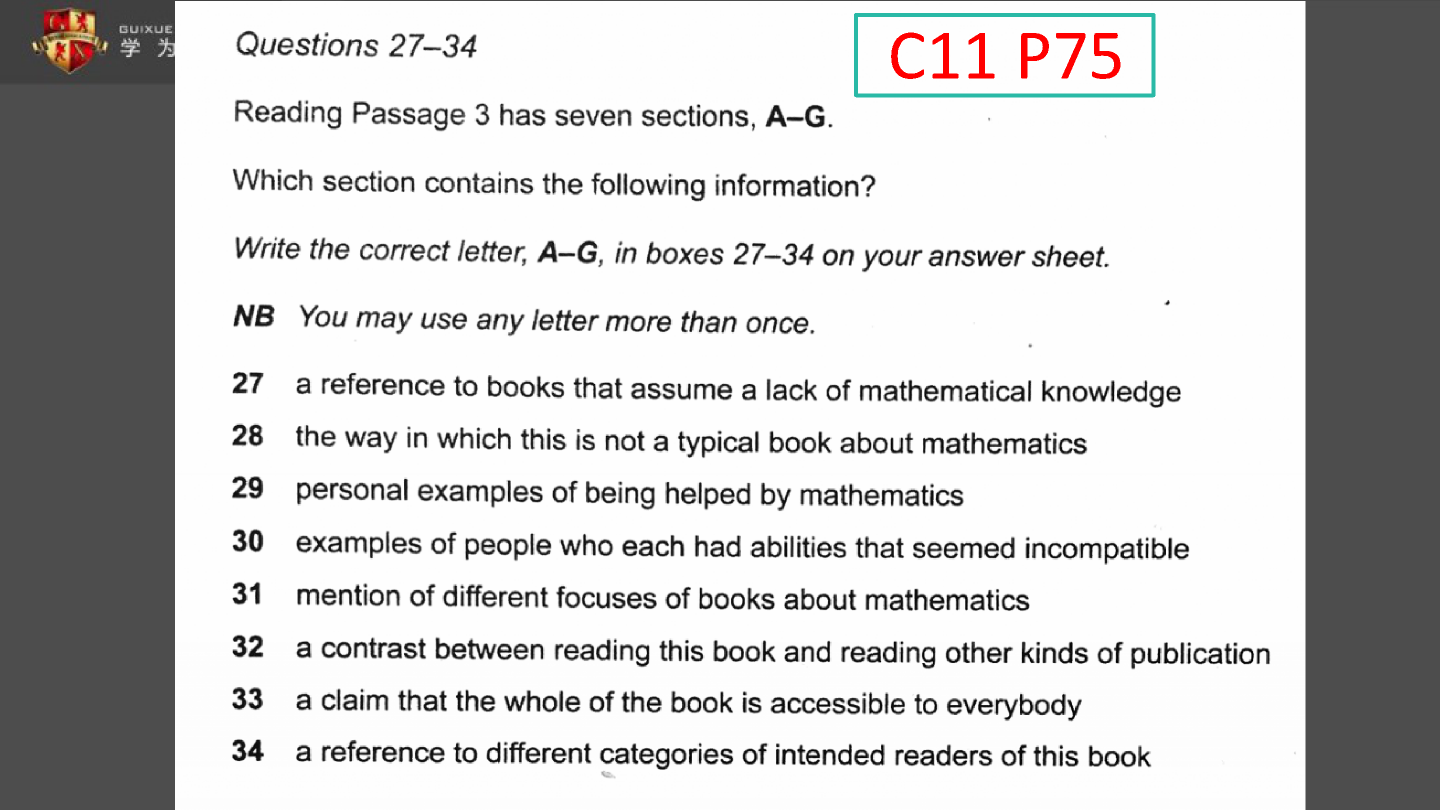 GUIXUE
学 为
C11 P75
Questions 27–34
Reading Passage 3 has seven sections, A–G.
Which section contains the following information?
Write the correct letter, A–G, in boxes 27–34 on your answer sheet.
NB You may use any letter more than once.
27 a reference to books that assume a lack of mathematical knowledge
28 the way in which this is not a typical book about mathematics
29 personal examples of being helped by mathematics
30 examples of people who each had abilities that seemed incompatible
31 mention of different focuses of books about mathematics
32 a contrast between reading this book and reading other kinds of publication
33 a claim that the whole of the book is accessible to everybody
34 a reference to different categories of intended readers of this book